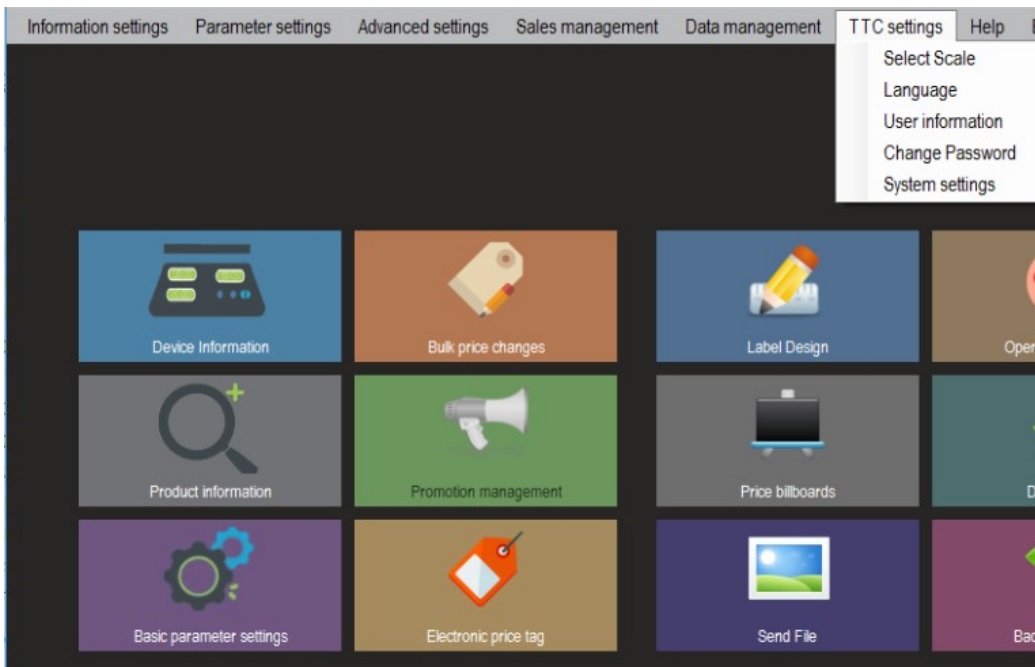 Information settings Parameter settings Advanced settings Sales management Data management TTC settings Help
Select Scale
Language
User information
Change Password
System settings
Device Information Bulk price changes Label Design
Product information Promotion management Price billboards
Basic parameter settings Electronic price tag Send File